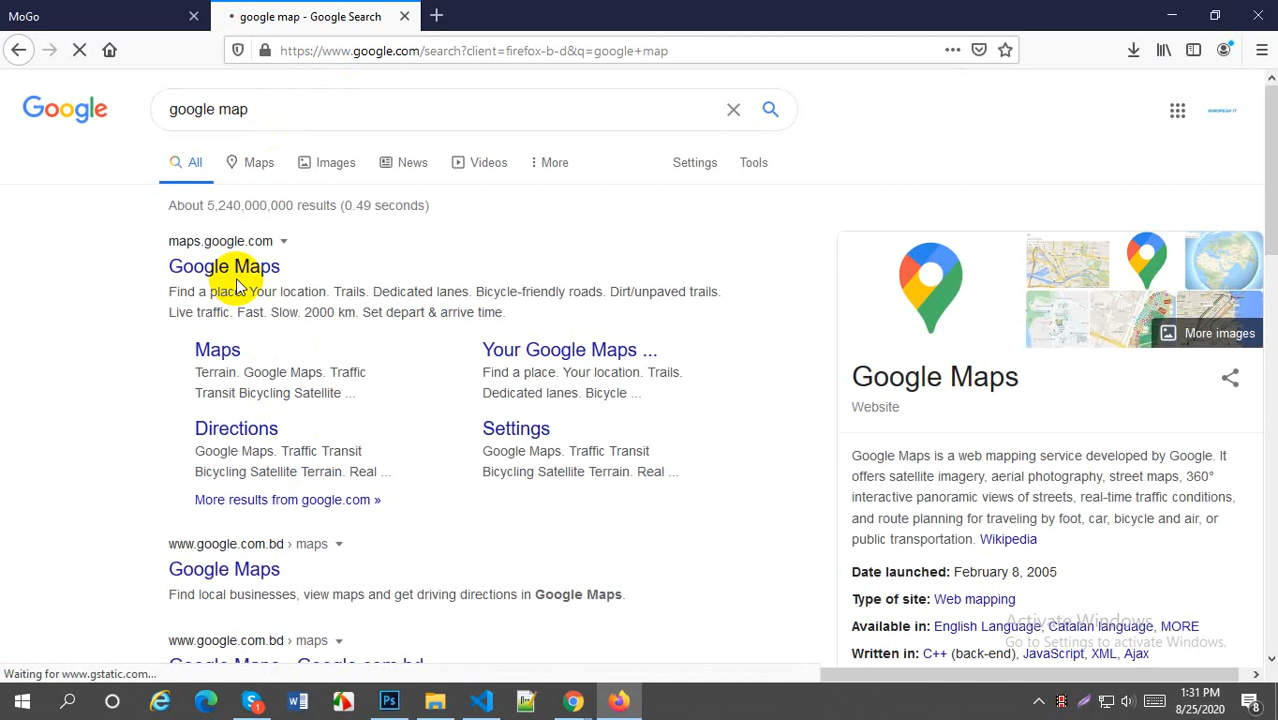 MoGo
google map - Google Search
https://www.google.com/search?client=firefox-b-d&q=google+map
Google
google map
All
Maps
Images
News
Videos
More
Settings
Tools
About 5,240,000,000 results (0.49 seconds)
maps.google.com
Google Maps
Find a place. Your location. Trails. Dedicated lanes. Bicycle-friendly roads. Dirt/unpaved trails.
Live traffic. Fast. Slow. 2000 km. Set depart & arrive time.
Maps
Terrain. Google Maps. Traffic
Transit Bicycling Satellite ...
Your Google Maps ...
Find a place. Your location. Trails.
Dedicated lanes. Bicycle ...
Directions
Google Maps. Traffic Transit
Bicycling Satellite Terrain. Real ...
Settings
Google Maps. Traffic Transit
Bicycling Satellite Terrain. Real ...
More results from google.com »
www.google.com.bd › maps
Google Maps
Find local businesses, view maps and get driving directions in Google Maps.
www.google.com.bd › maps
Google Maps - Google.com.bd
More images
Google Maps
Website
Google Maps is a web mapping service developed by Google. It
offers satellite imagery, aerial photography, street maps, 360°
interactive panoramic views of streets, real-time traffic conditions,
and route planning for traveling by foot, car, bicycle and air, or
public transportation. Wikipedia
Date launched: February 8, 2005
Type of site: Web mapping
Available in: English Language, Catalan language, MORE
Written in: C++ (back-end), JavaScript, XML, Ajax
Activate Windows
Go to Settings to activate Windows.
Waiting for www.gstatic.com...
1:31 PM
8/25/2020
8